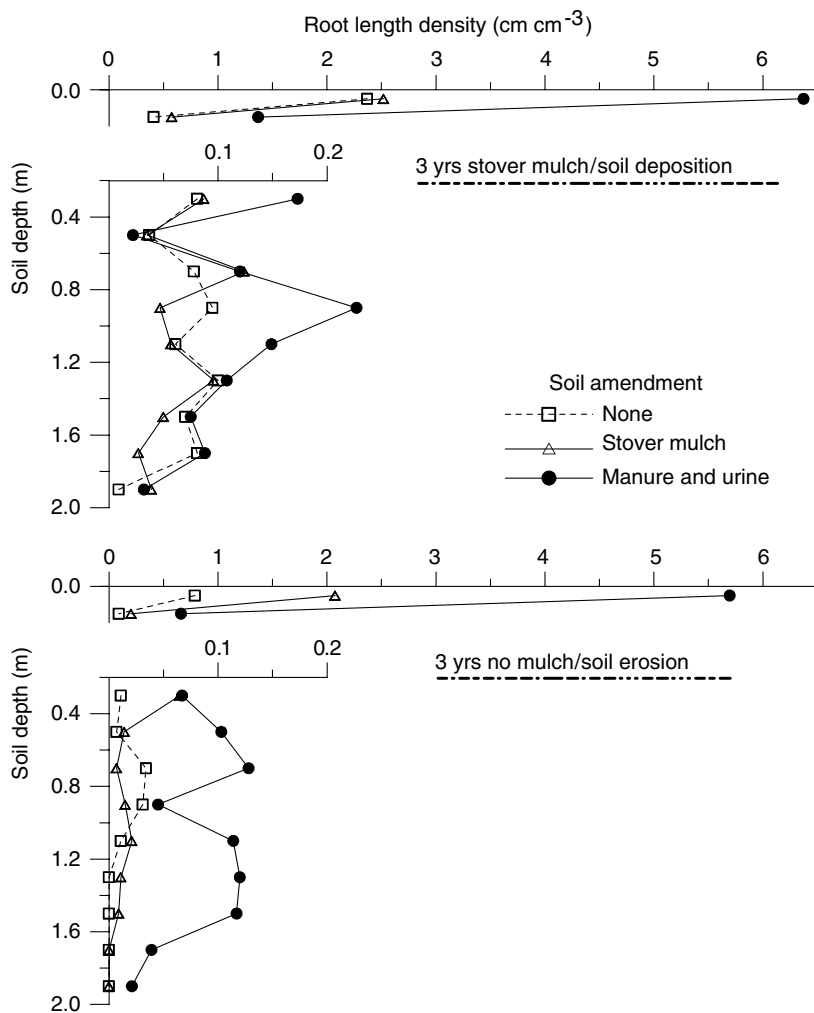 Root length density (cm cm-3)
0 1 2 3 4 5 6
0.0
0.1 0.2
3 yrs stover mulch/soil deposition
Soil depth (m)
0.4
0.8
1.2
1.6
2.0
Soil amendment
None
Stover mulch
Manure and urine
0 1 2 3 4 5 6
0.0
0.1 0.2
3 yrs no mulch/soil erosion
Soil depth (m)
0.4
0.8
1.2
1.6
2.0